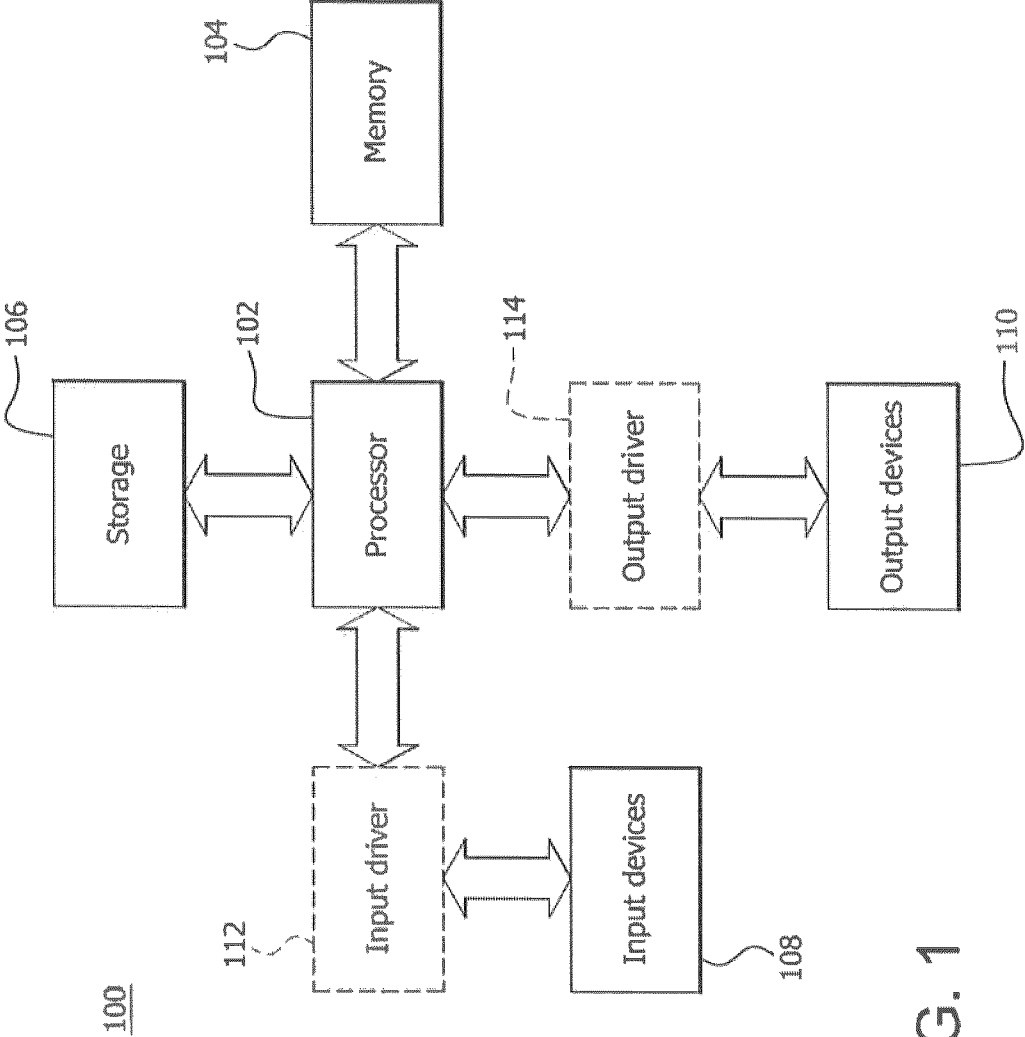 106
100
Storage
104
112
102
Input driver
Processor
Memory
114
Input devices
Output driver
108
Output devices
G. 1
110